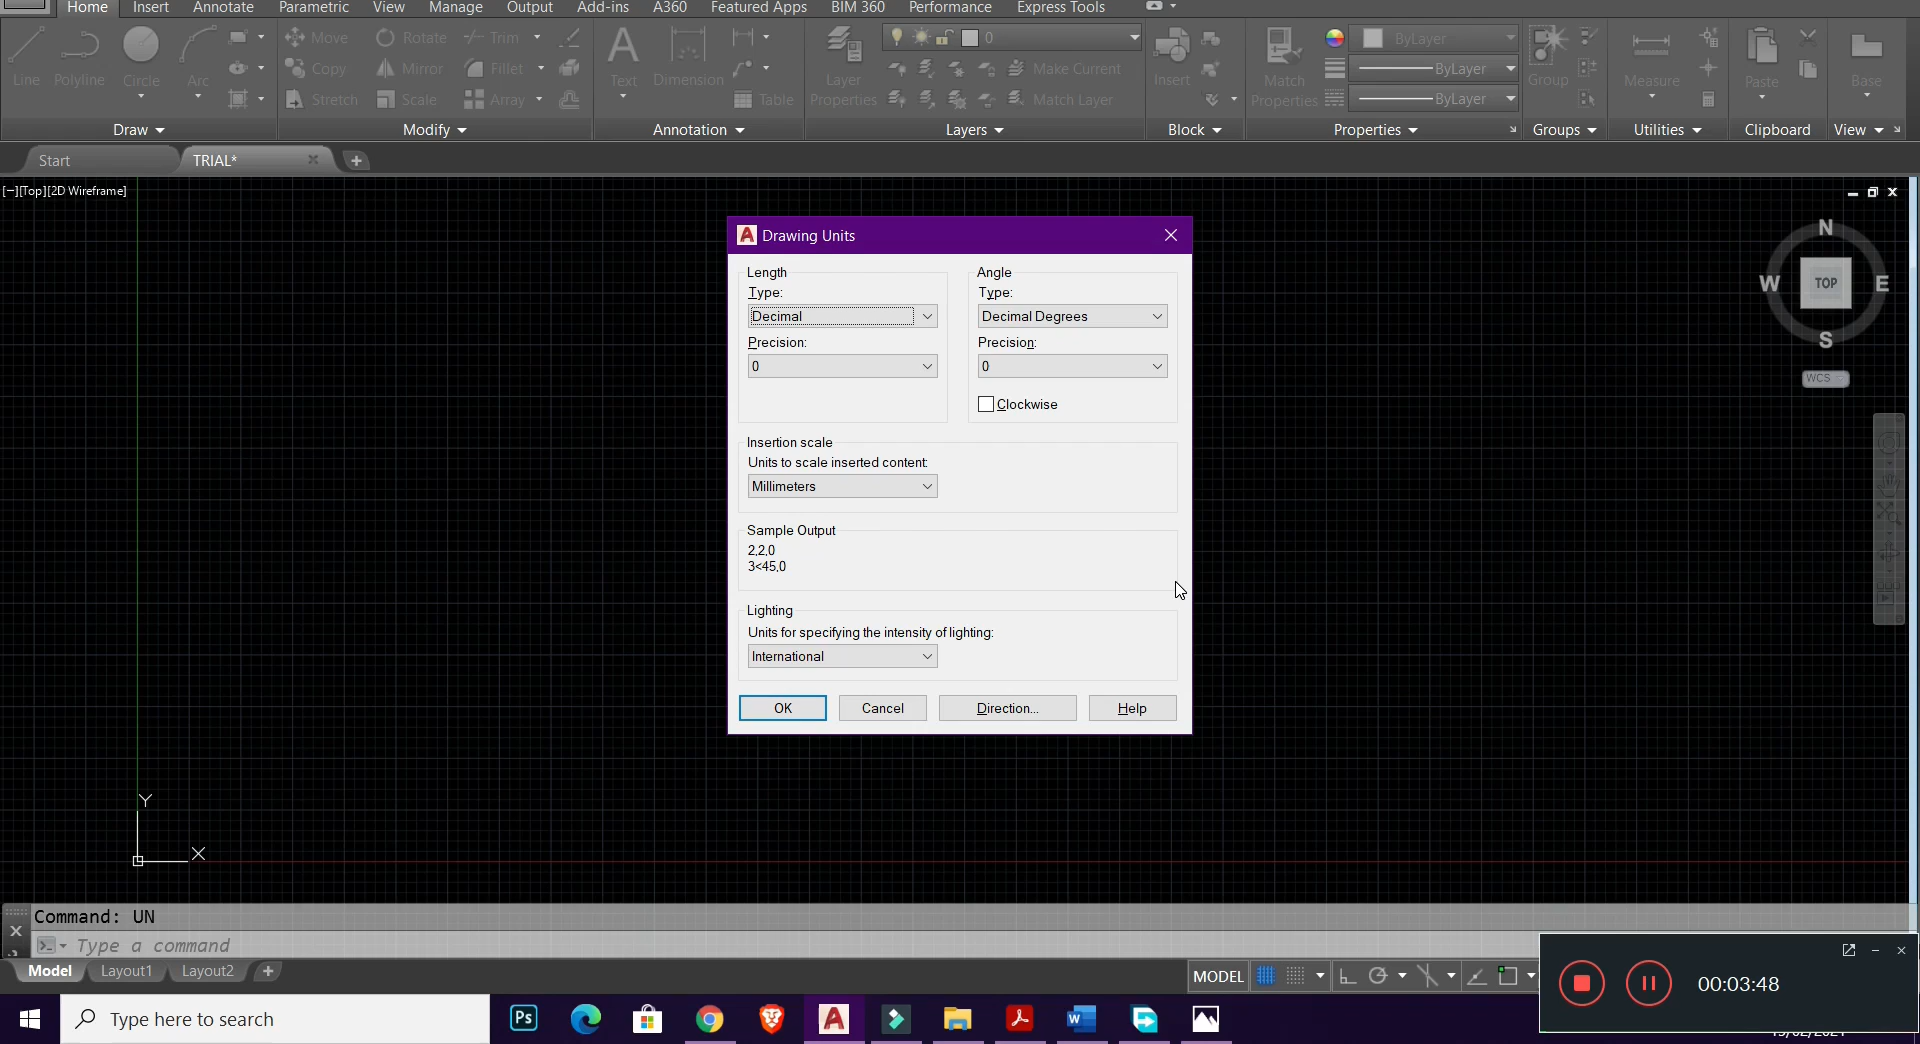 Home Insert Annotate Parametric View Manage Output Add-ins A360 Featured Apps BIM 360 Performance Express Tools
Line Polyline Circle Arc
Move Rotate Trim
Copy Mirror Fillet
Stretch Scale Array
Text Dimension Table
Layer Properties
0
Make Current
Match Layer
Insert
Match Properties
ByLayer
ByLayer
ByLayer
Group
Measure
Paste
Base
Draw Modify Annotation Layers Block Properties Groups Utilities Clipboard View
Start TRIAL*
[−][Top][2D Wireframe]
N
W TOP E
S
WCS
Drawing Units
Length
Type:
Decimal
Precision:
0
Angle
Type:
Decimal Degrees
Precision:
0
Clockwise
Insertion scale
Units to scale inserted content:
Millimeters
Sample Output
2,2,0
3<45,0
Lighting
Units for specifying the intensity of lighting:
International
OK Cancel Direction... Help
Y
X
Command: UN
Type a command
Model Layout1 Layout2
MODEL
00:03:48
Type here to search
Ps